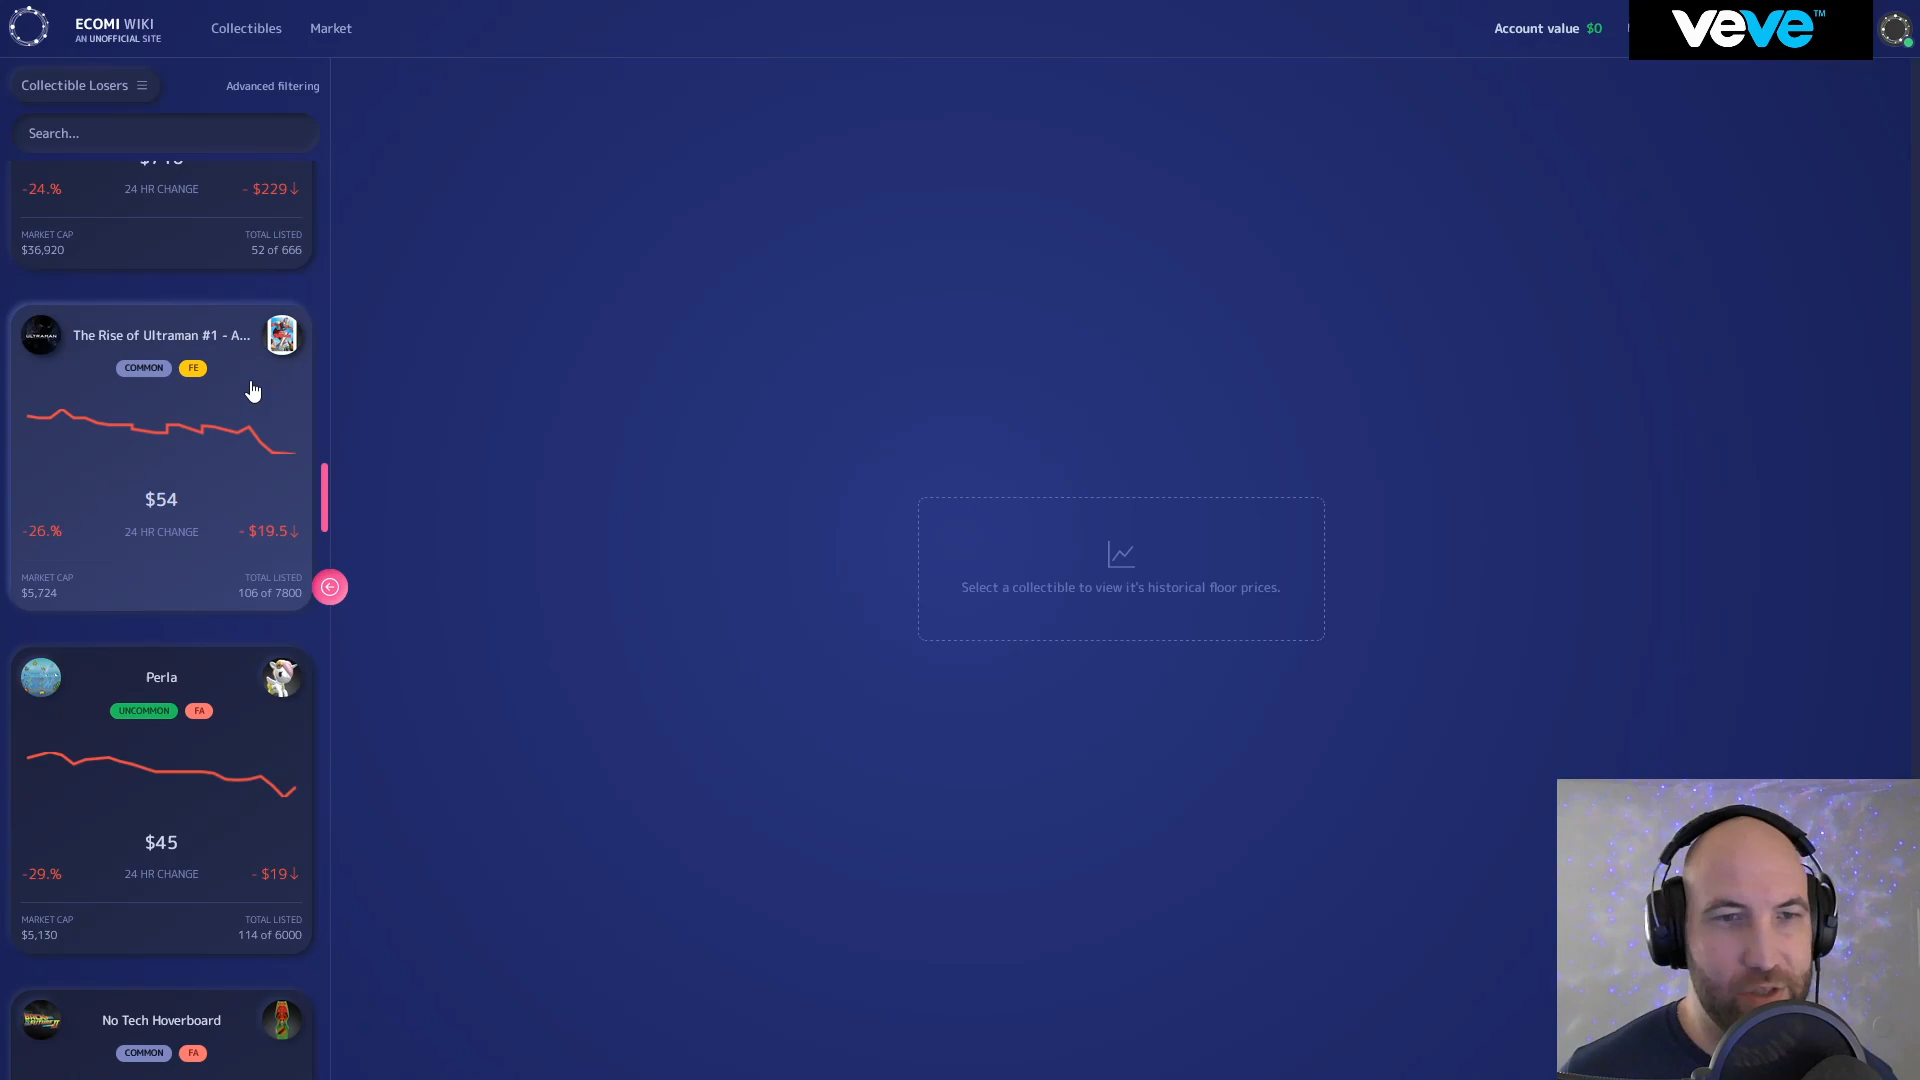 ECOMI WIKI
AN UNOFFICIAL SITE
Collectibles
Market
Account value $0
veve™
Collectible Losers
Advanced filtering
Search...
-24.%
24 HR CHANGE
- $229↓
MARKET CAP
TOTAL LISTED
$36,920
52 of 666
ULTRAMAN
The Rise of Ultraman #1 - A...
COMMON
FE
$54
-26.%
24 HR CHANGE
- $19.5↓
MARKET CAP
TOTAL LISTED
$5,724
106 of 7800
Select a collectible to view it's historical floor prices.
Perla
UNCOMMON
FA
$45
-29.%
24 HR CHANGE
- $19↓
MARKET CAP
TOTAL LISTED
$5,130
114 of 6000
No Tech Hoverboard
COMMON
FA